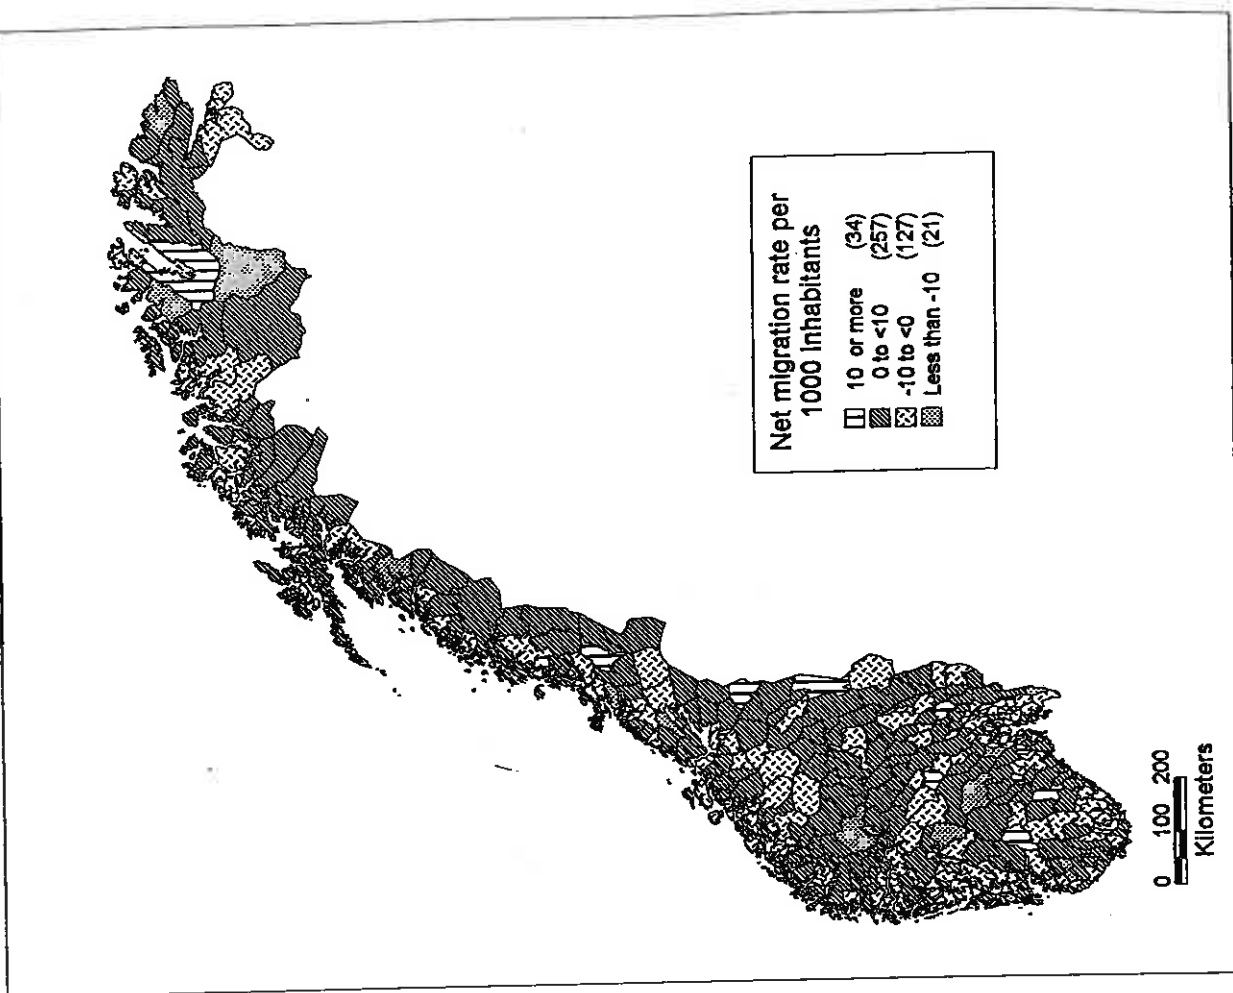 Net migration rate per
1000 Inhabitants
10 or more (34)
0 to <10 (257)
-10 to <0 (127)
Less than -10 (21)
0 100 200
Kilometers